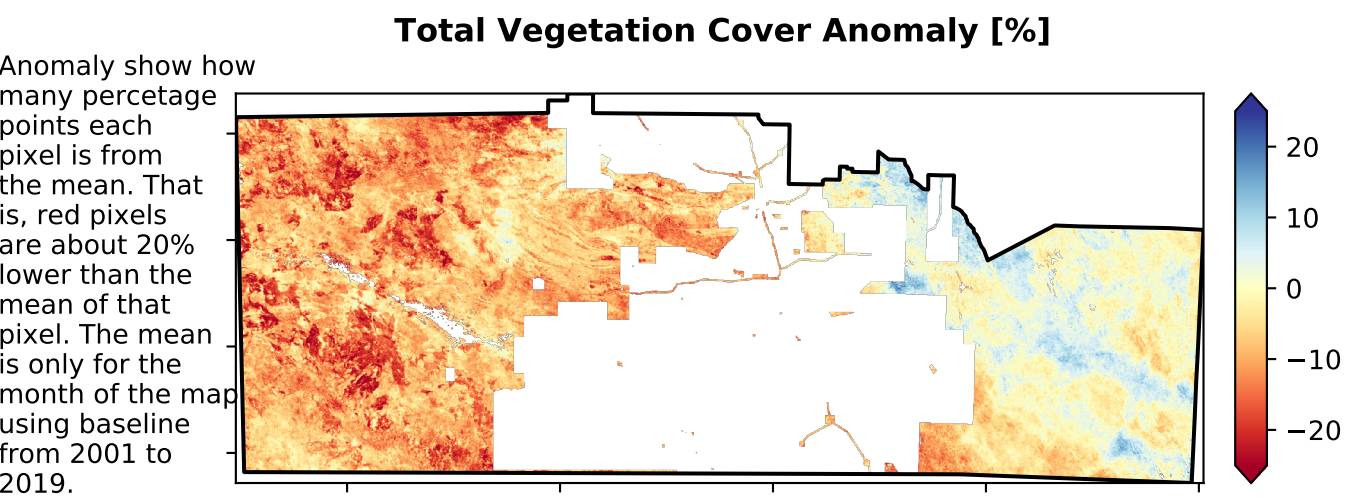 Total Vegetation Cover Anomaly [%]
Anomaly show how
many percetage
points each
pixel is from
the mean. That
is, red pixels
are about 20%
lower than the
mean of that
pixel. The mean
is only for the
month of the map
using baseline
from 2001 to
2019.
20
10
0
−10
−20